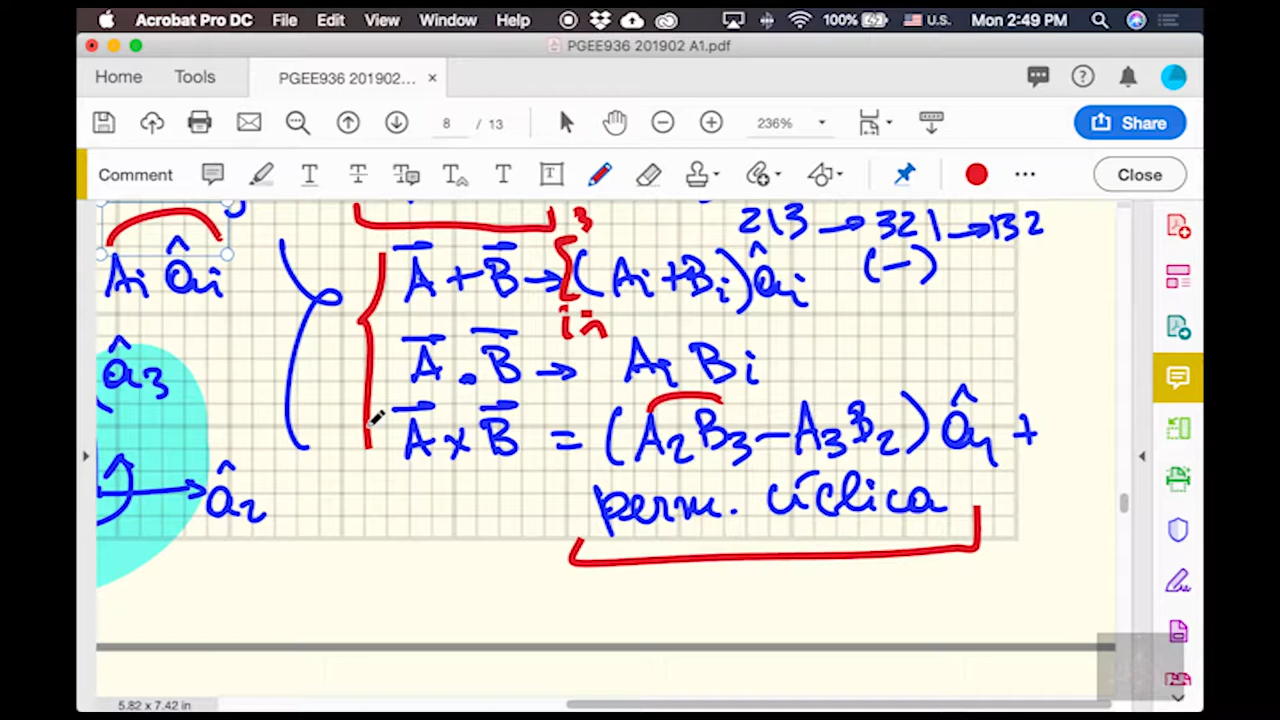 Acrobat Pro DC File Edit View Window Help 100% U.S. Mon 2:49 PM
PGEE936 201902 A1.pdf
Home Tools PGEE936 201902... ×
8 / 13 236% Share
Comment Close
213 → 321 → 132
Ai âi A + B → (Ai + Bi) âi (−)
3
i=
A . B → Ai Bi
â3
A × B = (A2B3 − A3B2) â1 +
perm. cíclica
â2
5.82 x 7.42 in